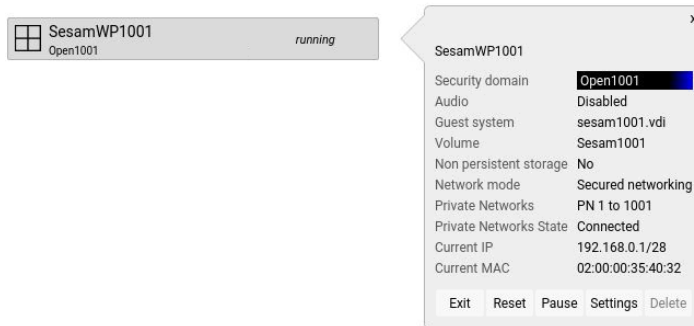 SesamWP1001
Open1001
running
x
SesamWP1001
Security domain Open1001
Audio Disabled
Guest system sesam1001.vdi
Volume Sesam1001
Non persistent storage No
Network mode Secured networking
Private Networks PN 1 to 1001
Private Networks State Connected
Current IP 192.168.0.1/28
Current MAC 02:00:00:35:40:32
Exit Reset Pause Settings Delete